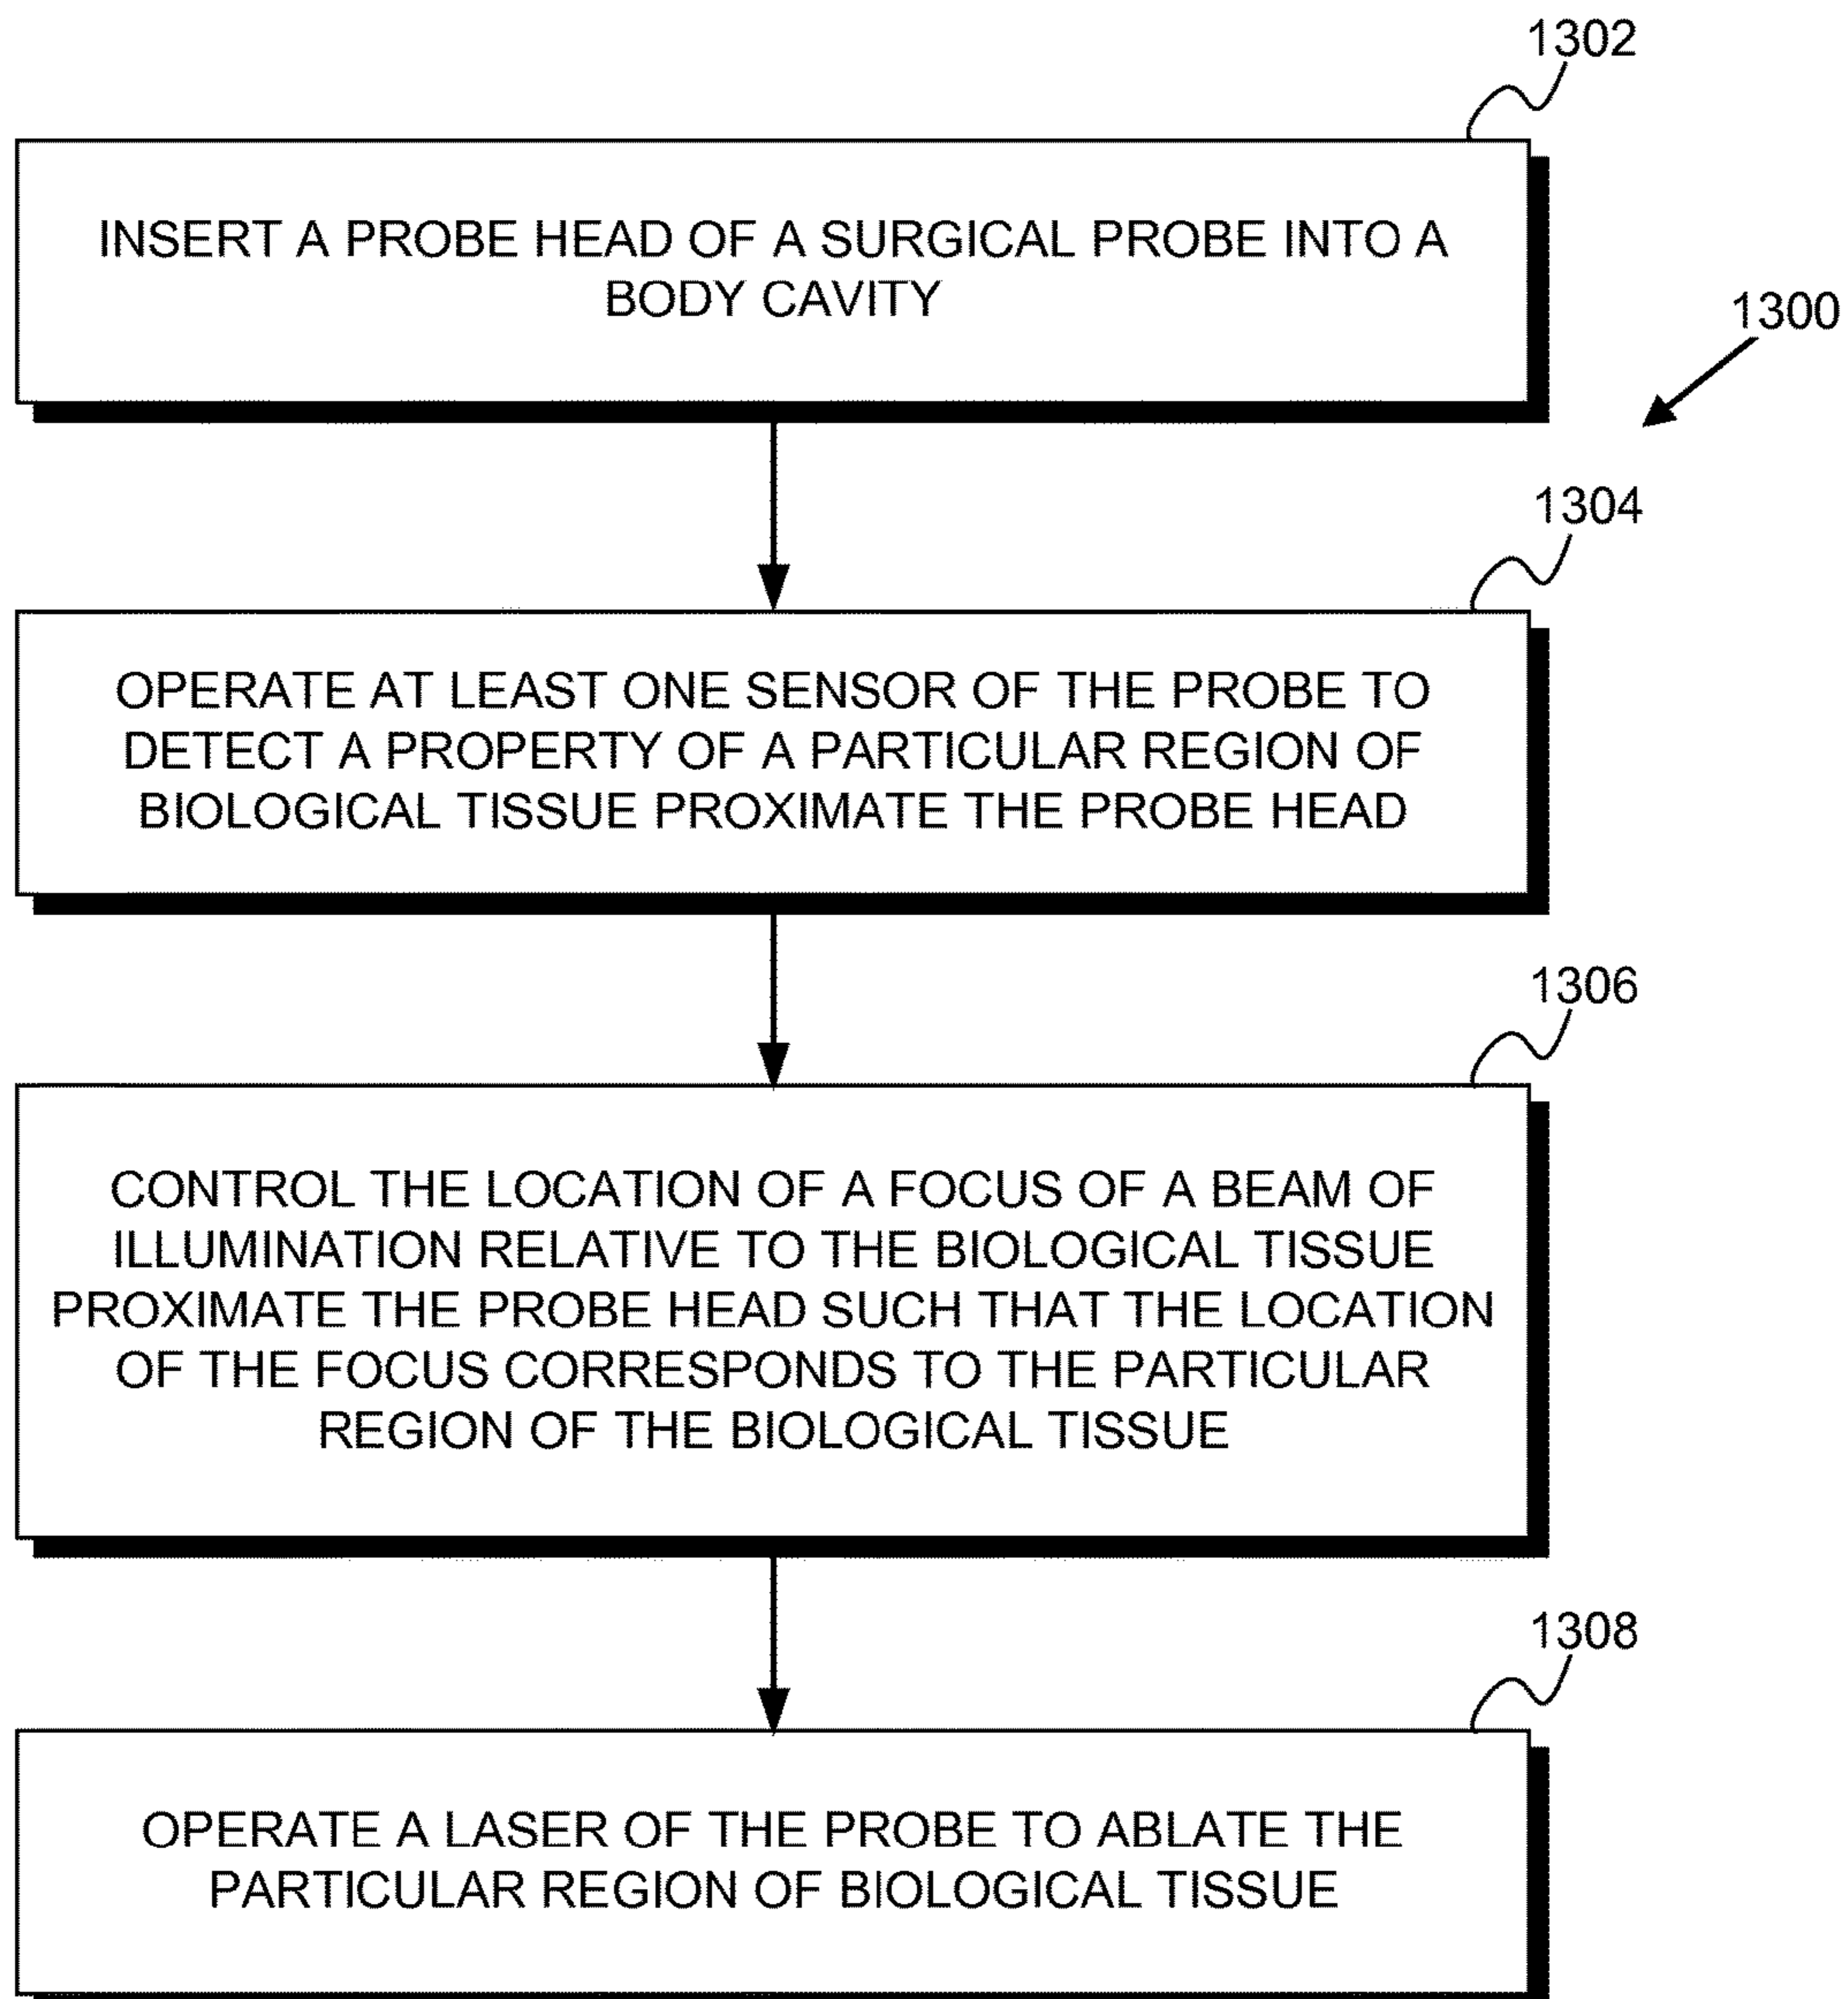 1302
INSERT A PROBE HEAD OF A SURGICAL PROBE INTO A
BODY CAVITY
1300
1304
OPERATE AT LEAST ONE SENSOR OF THE PROBE TO
DETECT A PROPERTY OF A PARTICULAR REGION OF
BIOLOGICAL TISSUE PROXIMATE THE PROBE HEAD
1306
CONTROL THE LOCATION OF A FOCUS OF A BEAM OF
ILLUMINATION RELATIVE TO THE BIOLOGICAL TISSUE
PROXIMATE THE PROBE HEAD SUCH THAT THE LOCATION
OF THE FOCUS CORRESPONDS TO THE PARTICULAR
REGION OF THE BIOLOGICAL TISSUE
1308
OPERATE A LASER OF THE PROBE TO ABLATE THE
PARTICULAR REGION OF BIOLOGICAL TISSUE